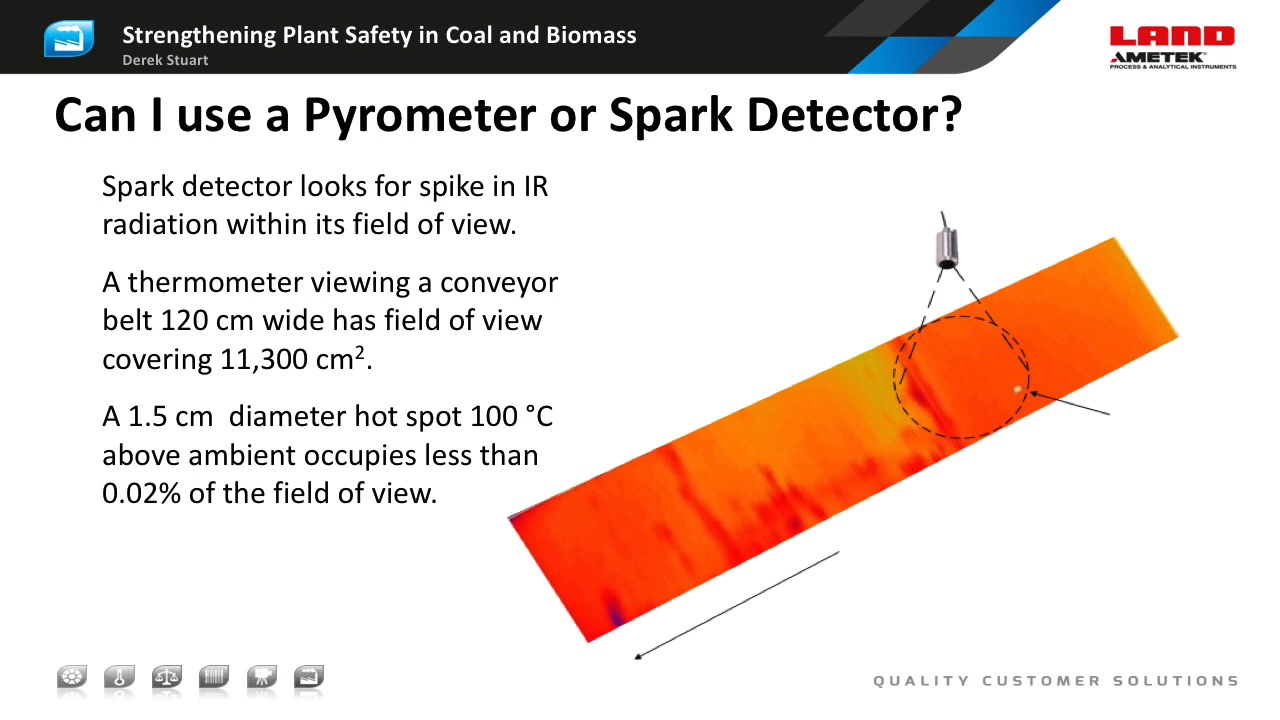 Strengthening Plant Safety in Coal and Biomass
Derek Stuart
LAND
AMETEK®
PROCESS & ANALYTICAL INSTRUMENTS
Can I use a Pyrometer or Spark Detector?
Spark detector looks for spike in IR
radiation within its field of view.
A thermometer viewing a conveyor
belt 120 cm wide has field of view
covering 11,300 cm².
A 1.5 cm  diameter hot spot 100 °C
above ambient occupies less than
0.02% of the field of view.
QUALITY CUSTOMER SOLUTIONS